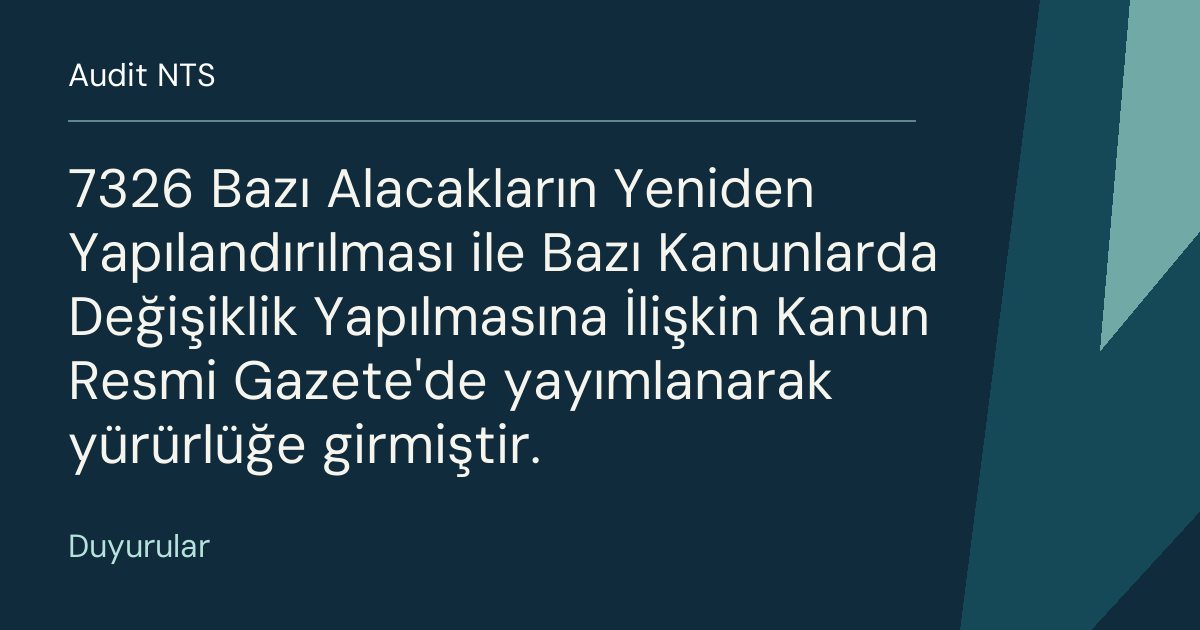 Audit NTS
7326 Bazı Alacakların Yeniden
Yapılandırılması ile Bazı Kanunlarda
Değişiklik Yapılmasına İlişkin Kanun
Resmi Gazete'de yayımlanarak
yürürlüğe girmiştir.
Duyurular